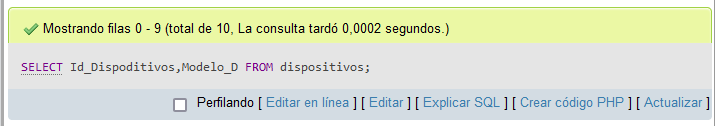 Mostrando filas 0 - 9 (total de 10, La consulta tardó 0,0002 segundos.)
SELECT Id_Dispoditivos,Modelo_D FROM dispositivos;
Perfilando [ Editar en línea ] [ Editar ] [ Explicar SQL ] [ Crear código PHP ] [ Actualizar ]